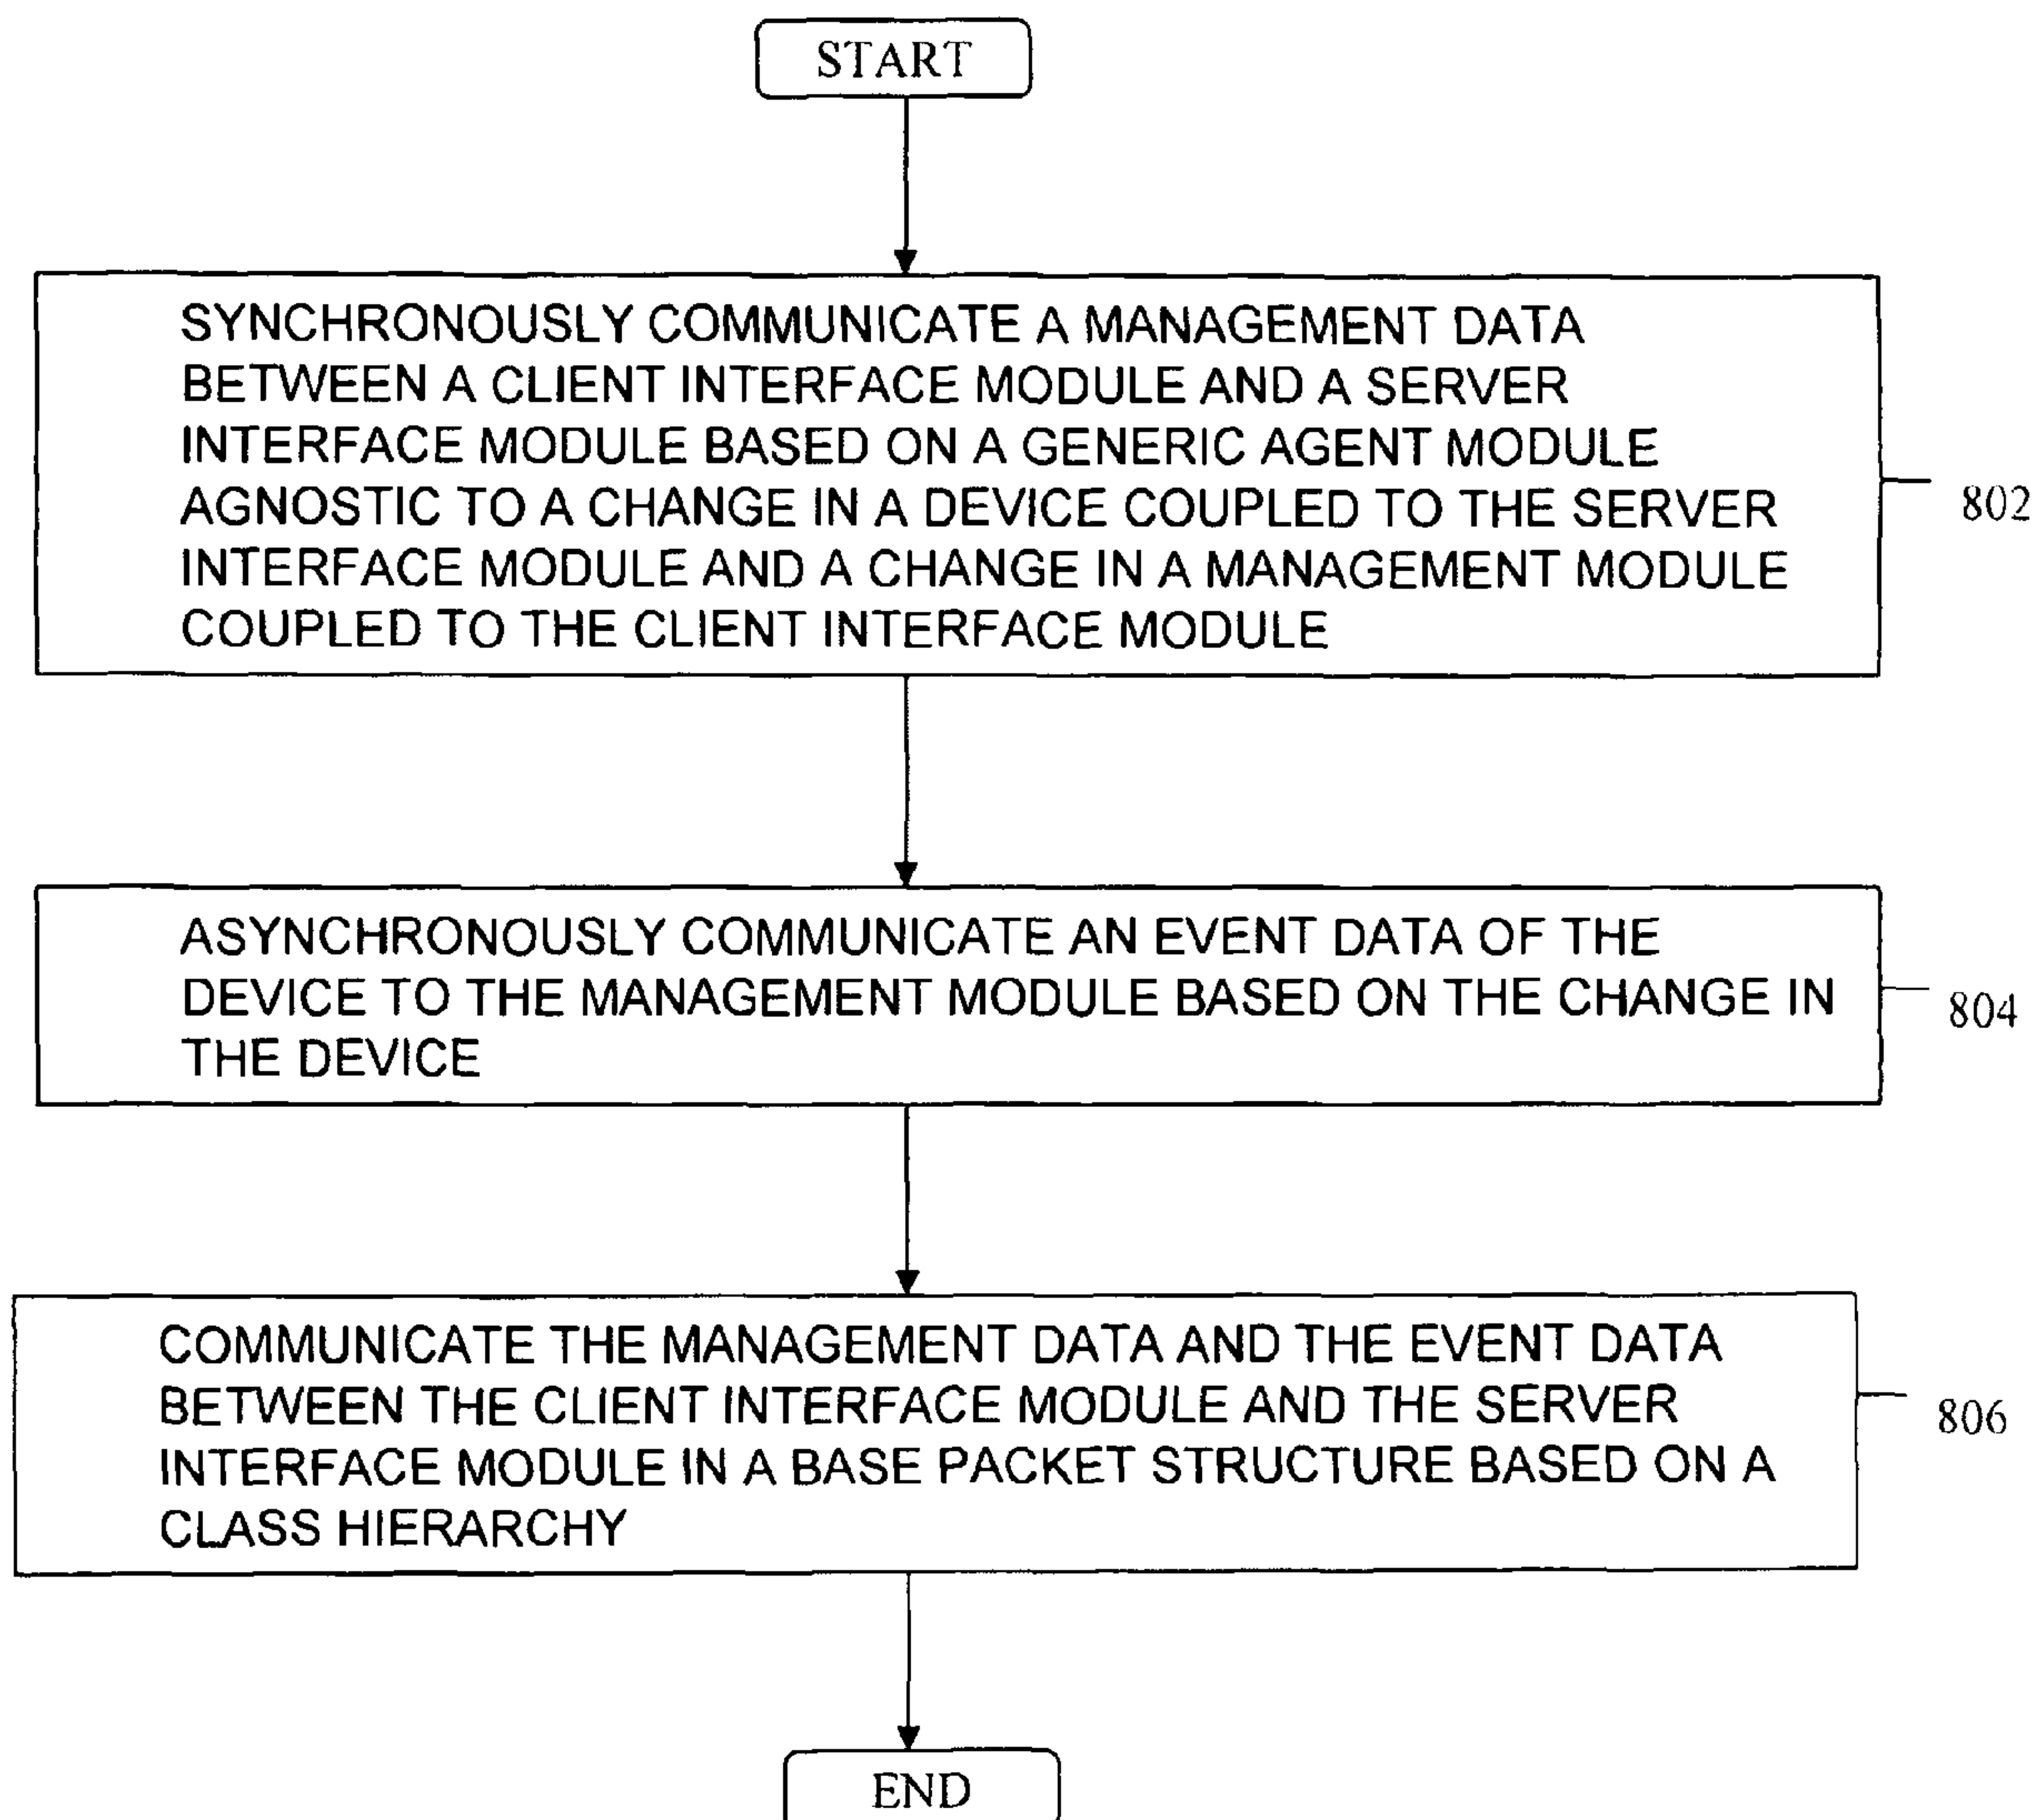 START
SYNCHRONOUSLY COMMUNICATE A MANAGEMENT DATA
BETWEEN A CLIENT INTERFACE MODULE AND A SERVER
INTERFACE MODULE BASED ON A GENERIC AGENT MODULE
AGNOSTIC TO A CHANGE IN A DEVICE COUPLED TO THE SERVER
INTERFACE MODULE AND A CHANGE IN A MANAGEMENT MODULE
COUPLED TO THE CLIENT INTERFACE MODULE
802
ASYNCHRONOUSLY COMMUNICATE AN EVENT DATA OF THE
DEVICE TO THE MANAGEMENT MODULE BASED ON THE CHANGE IN
THE DEVICE
804
COMMUNICATE THE MANAGEMENT DATA AND THE EVENT DATA
BETWEEN THE CLIENT INTERFACE MODULE AND THE SERVER
INTERFACE MODULE IN A BASE PACKET STRUCTURE BASED ON A
CLASS HIERARCHY
806
END